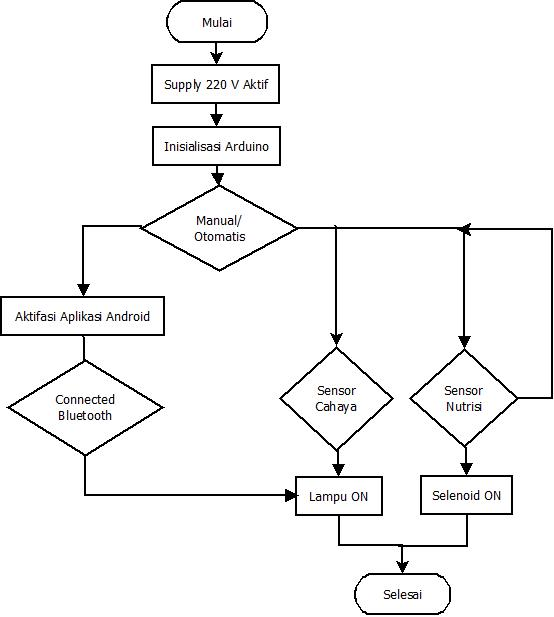 Mulai
Supply 220 V Aktif
Inisialisasi Arduino
Manual/
Otomatis
Aktifasi Aplikasi Android
Connected
Bluetooth
Sensor
Cahaya
Sensor
Nutrisi
Lampu ON
Selenoid ON
Selesai